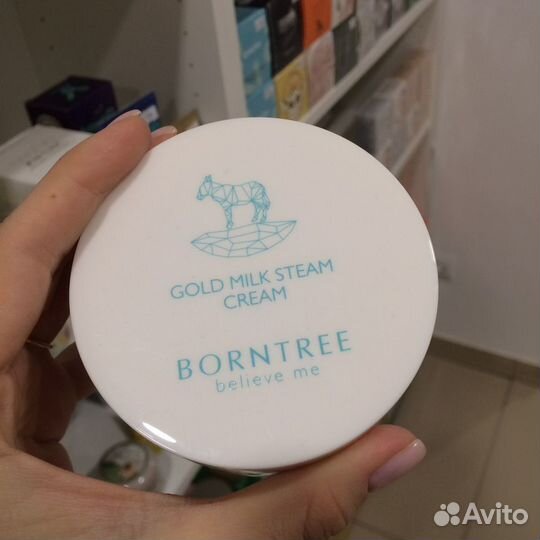 GOLD MILK STEAM
CREAM
BORNTREE
believe me
Avito